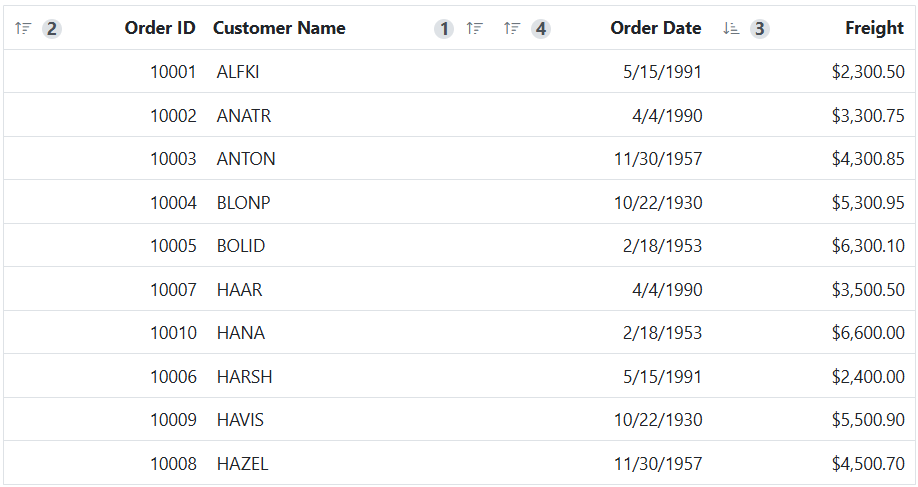 2 Order ID Customer Name 1 4 Order Date 3 Freight
10001 ALFKI 5/15/1991 $2,300.50
10002 ANATR 4/4/1990 $3,300.75
10003 ANTON 11/30/1957 $4,300.85
10004 BLONP 10/22/1930 $5,300.95
10005 BOLID 2/18/1953 $6,300.10
10007 HAAR 4/4/1990 $3,500.50
10010 HANA 2/18/1953 $6,600.00
10006 HARSH 5/15/1991 $2,400.00
10009 HAVIS 10/22/1930 $5,500.90
10008 HAZEL 11/30/1957 $4,500.70